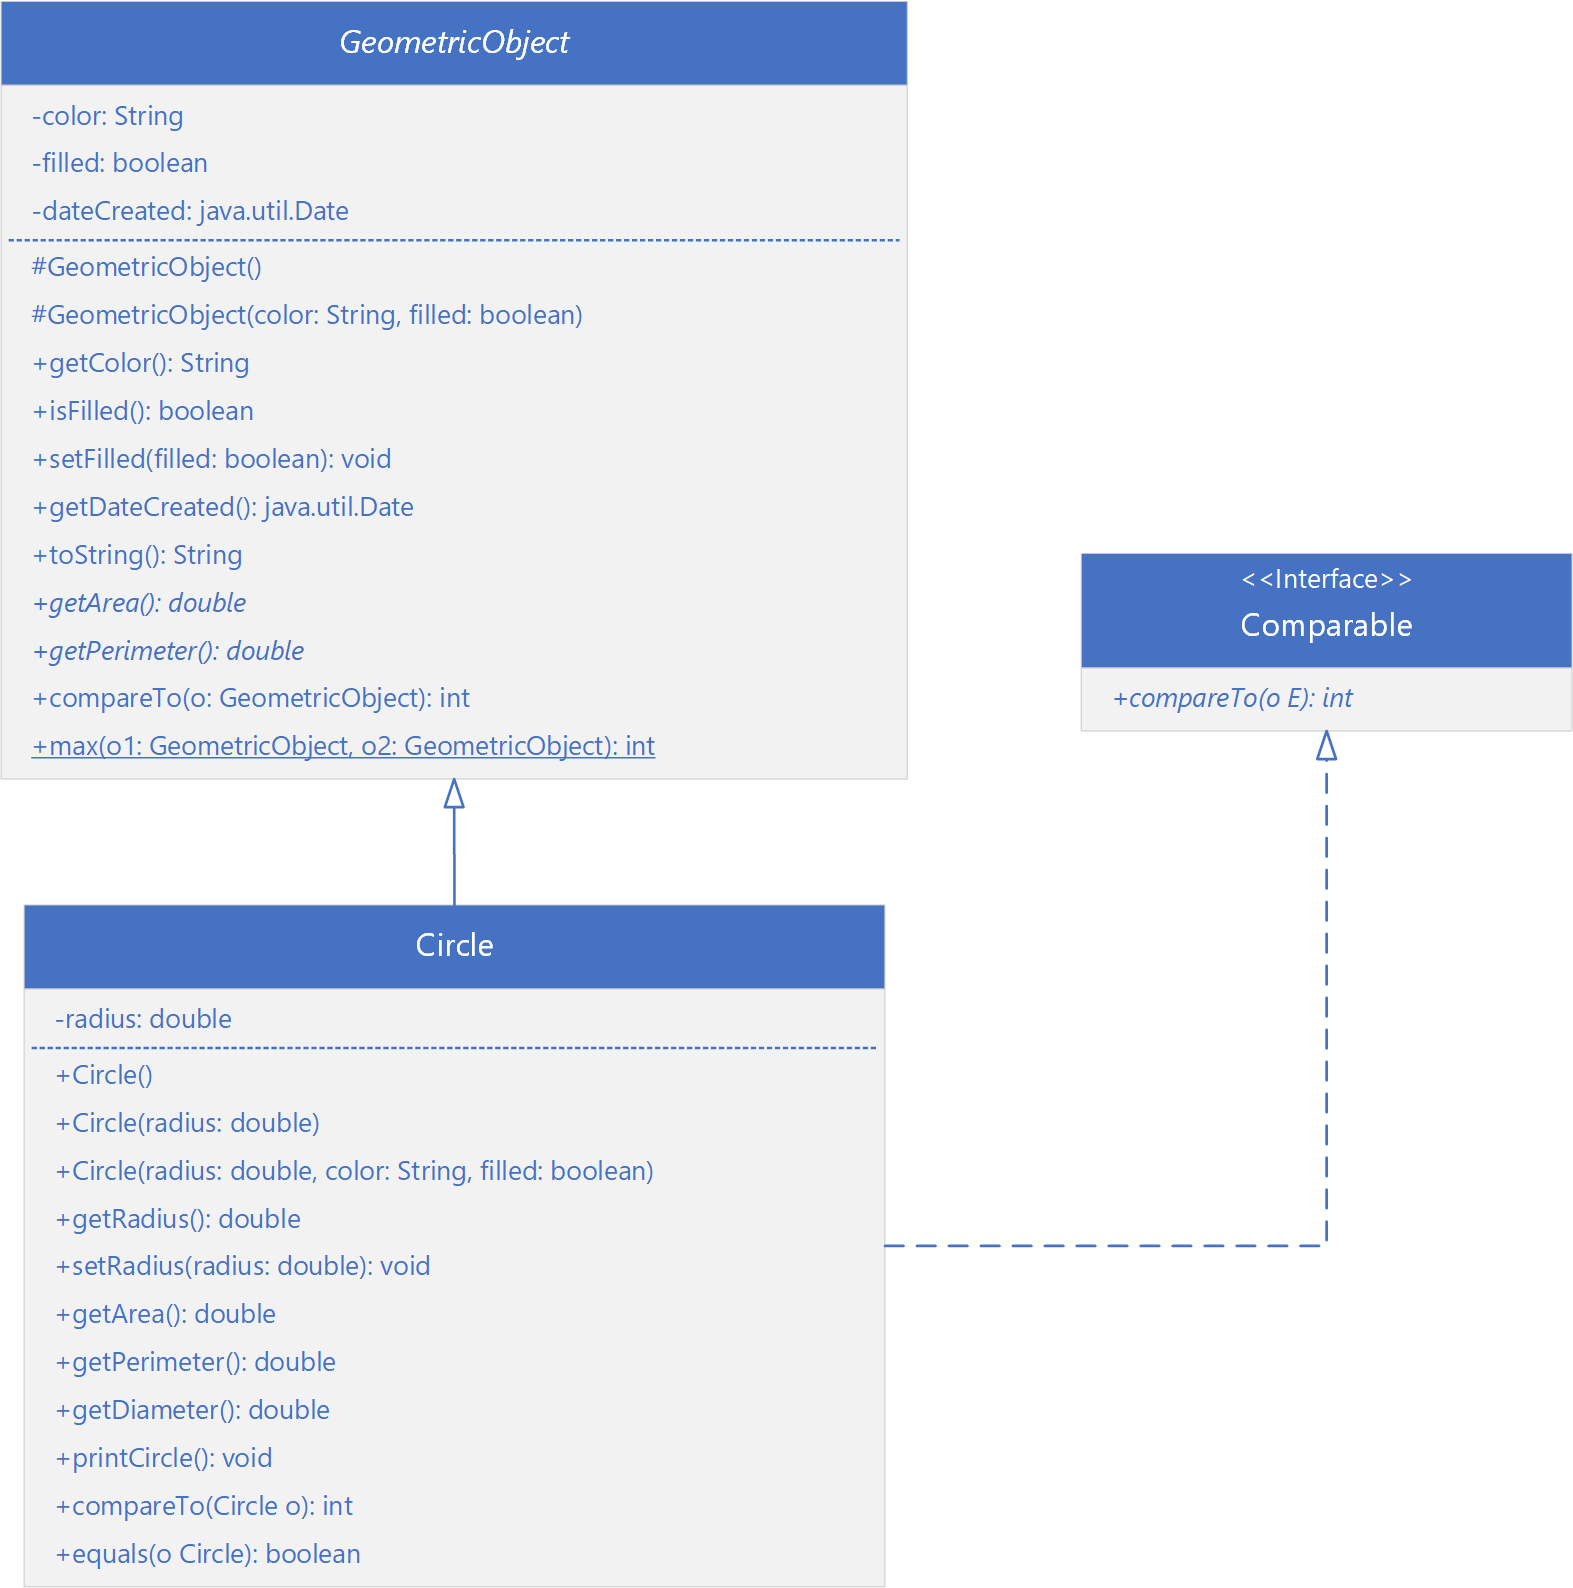 GeometricObject
-color: String
-filled: boolean
-dateCreated: java.util.Date
#GeometricObject()
#GeometricObject(color: String, filled: boolean)
+getColor(): String
+isFilled(): boolean
+setFilled(filled: boolean): void
+getDateCreated(): java.util.Date
+toString(): String
+getArea(): double
+getPerimeter(): double
+compareTo(o: GeometricObject): int
+max(o1: GeometricObject, o2: GeometricObject): int
<<Interface>>
Comparable
+compareTo(o E): int
Circle
-radius: double
+Circle()
+Circle(radius: double)
+Circle(radius: double, color: String, filled: boolean)
+getRadius(): double
+setRadius(radius: double): void
+getArea(): double
+getPerimeter(): double
+getDiameter(): double
+printCircle(): void
+compareTo(Circle o): int
+equals(o Circle): boolean